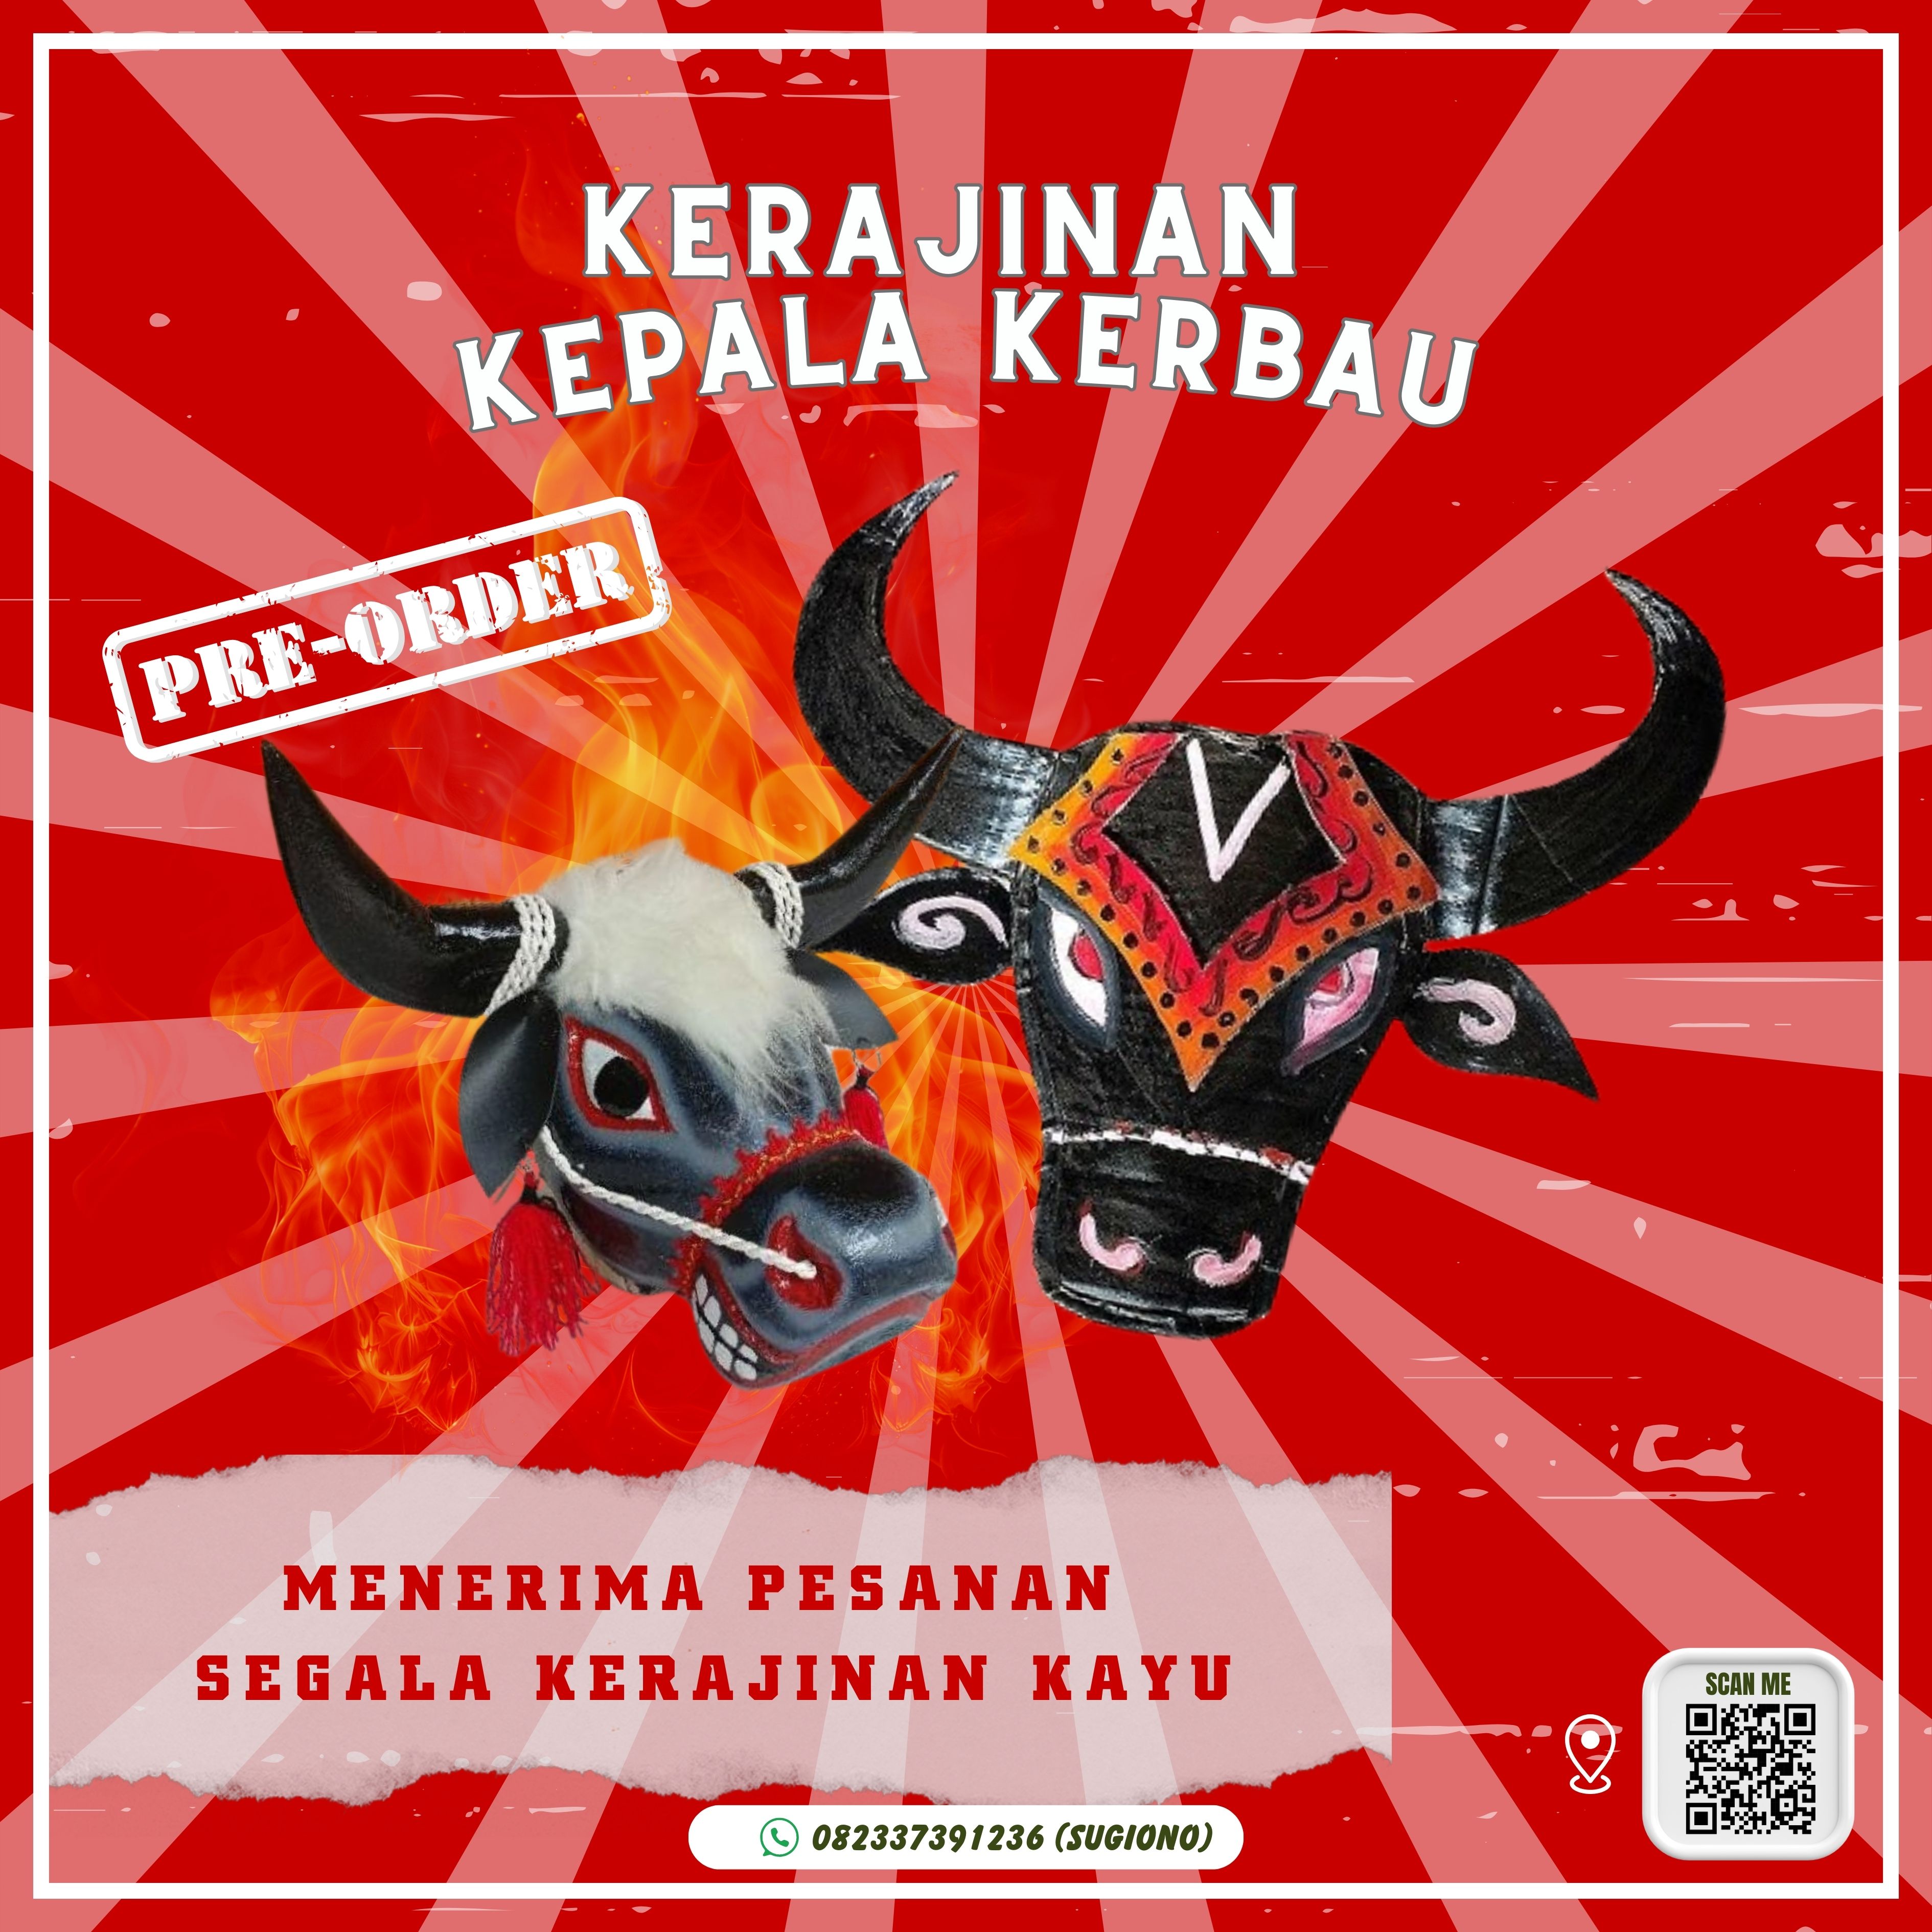 KERAJINAN
KEPALA KERBAU
PRE-ORDER
V
MENERIMA PESANAN
SEGALA KERAJINAN KAYU
SCAN ME
082337391236 (SUGIONO)